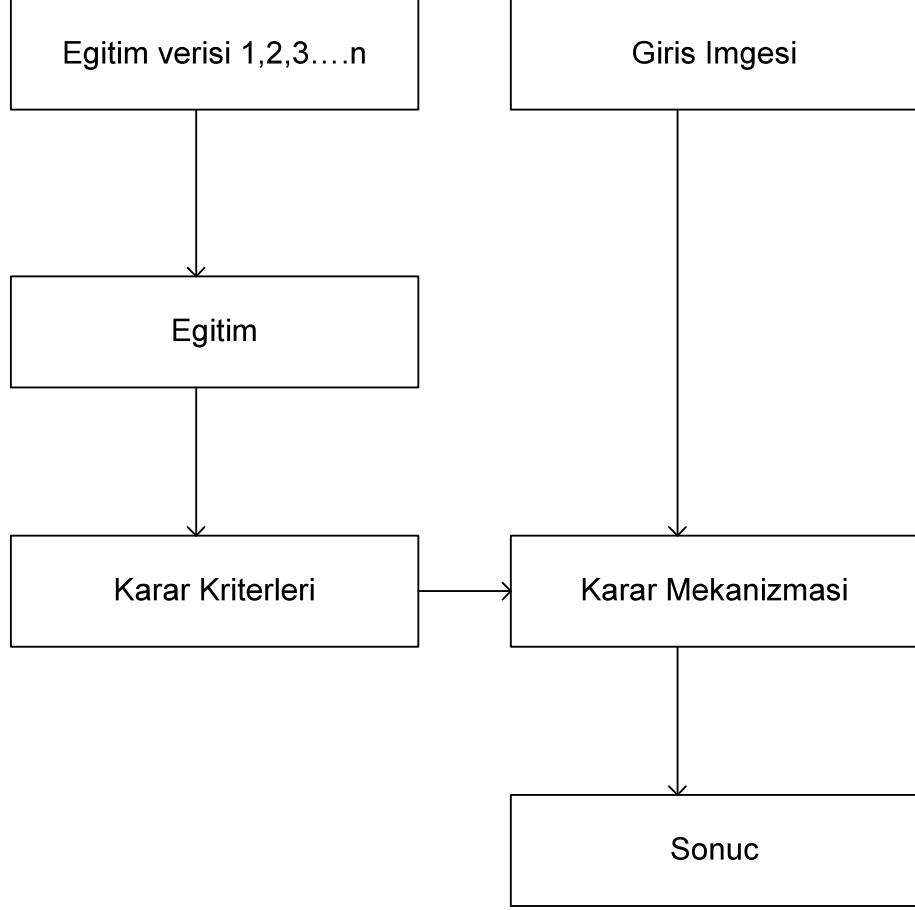 Egitim verisi 1,2,3….n
Giris Imgesi
Egitim
Karar Kriterleri
Karar Mekanizmasi
Sonuc